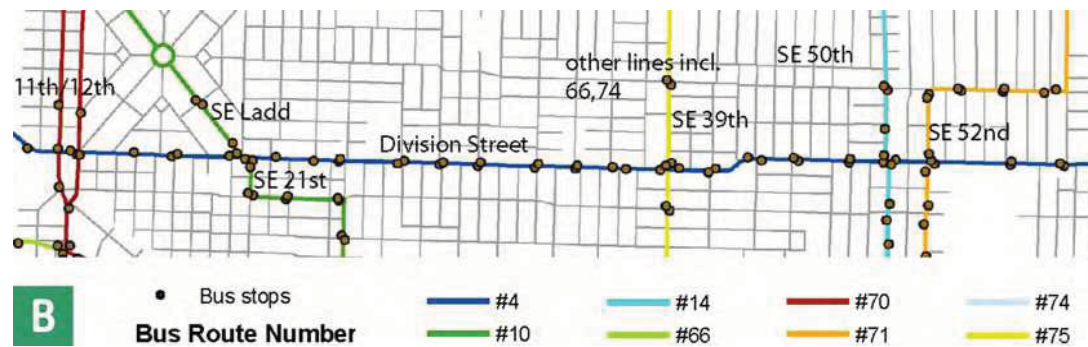 SE 50th
other lines incl.
66,74
11th/12th
SE Ladd
SE 39th
SE 52nd
Division Street
SE 21st
B
Bus stops
#4
#14
#70
#74
Bus Route Number
#10
#66
#71
#75